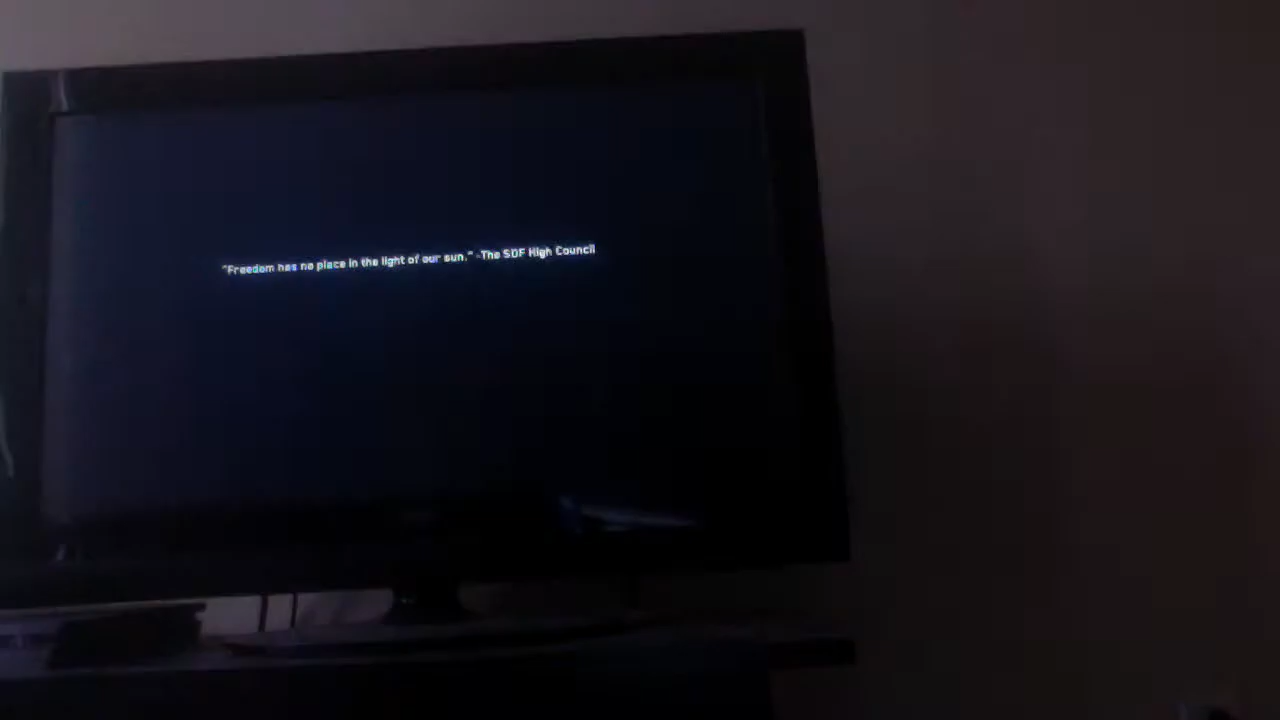 "Freedom has no place in the light of our sun." -The SDF High Council